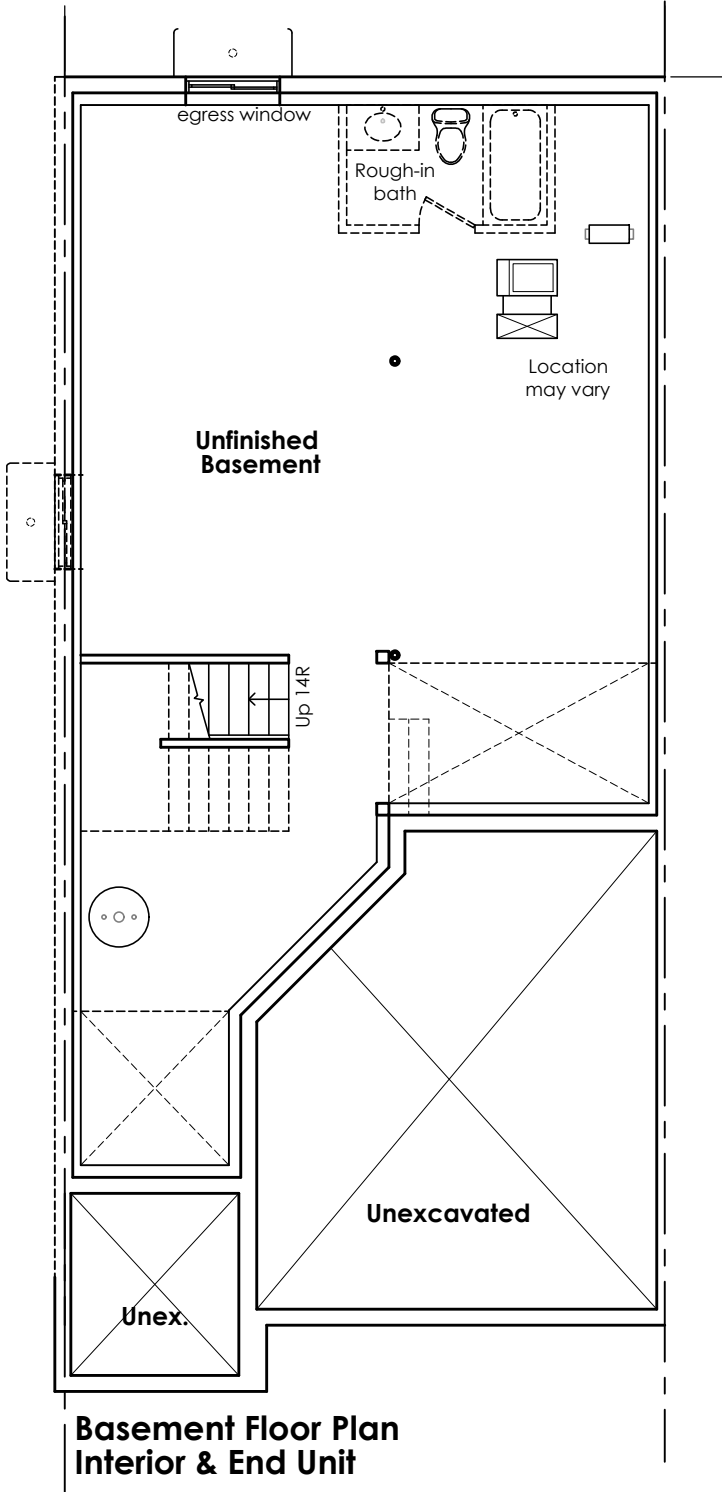 egress window
Rough-in
bath
Location
may vary
Unfinished
Basement
Up 14R
Unexcavated
Unex.
Basement Floor Plan
Interior & End Unit